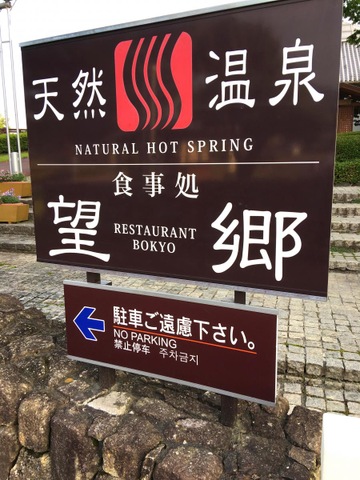 天然 温泉
NATURAL HOT SPRING
食事処
望郷
RESTAURANT
BOKYO
駐車ご遠慮下さい。
NO PARKING
禁止停车 주차금지